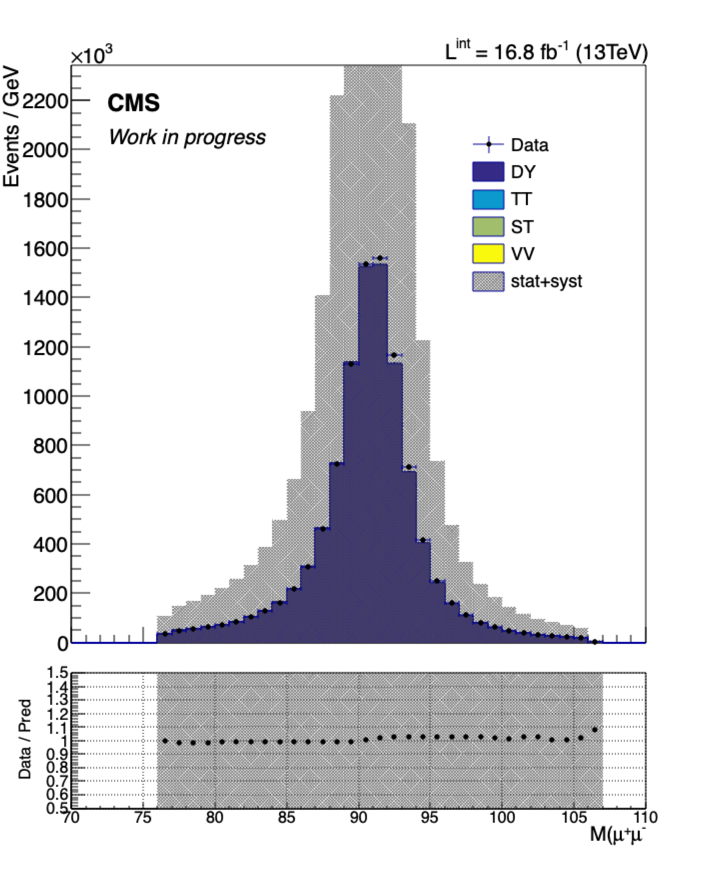 ×10³
L^int = 16.8 fb⁻¹ (13TeV)
Events / GeV
CMS
Work in progress
2200
2000
1800
1600
1400
1200
1000
800
600
400
200
0
Data
DY
TT
ST
VV
stat+syst
Data / Pred
1.5
1.4
1.3
1.2
1.1
1
0.9
0.8
0.7
0.6
0.5
70 75 80 85 90 95 100 105 110
M(μ⁺μ⁻